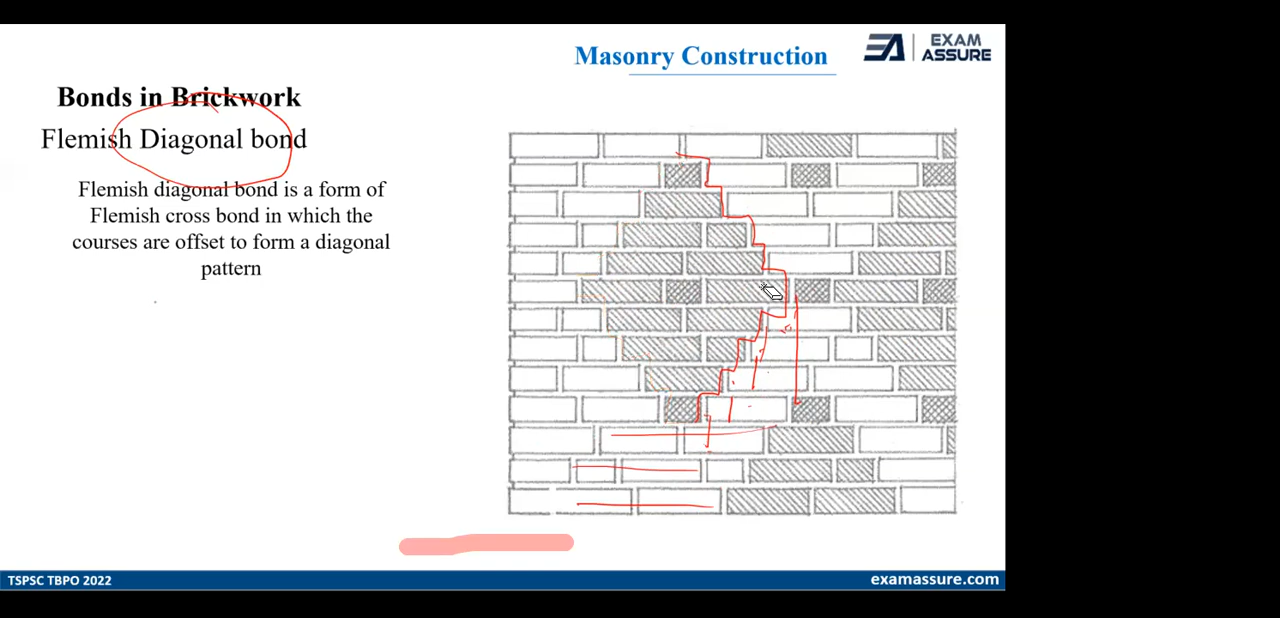 Masonry Construction
EXAM
ASSURE
Bonds in Brickwork
Flemish Diagonal bond
Flemish diagonal bond is a form of
Flemish cross bond in which the
courses are offset to form a diagonal
pattern
TSPSC TBPO 2022
examassure.com